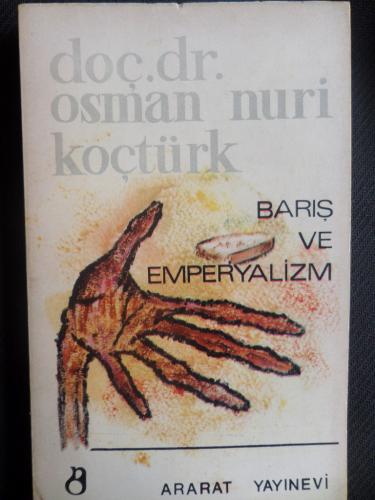 doç.dr.
osman nuri
koçtürk
BARIŞ
VE
EMPERYALİZM
ARARAT YAYINEVİ